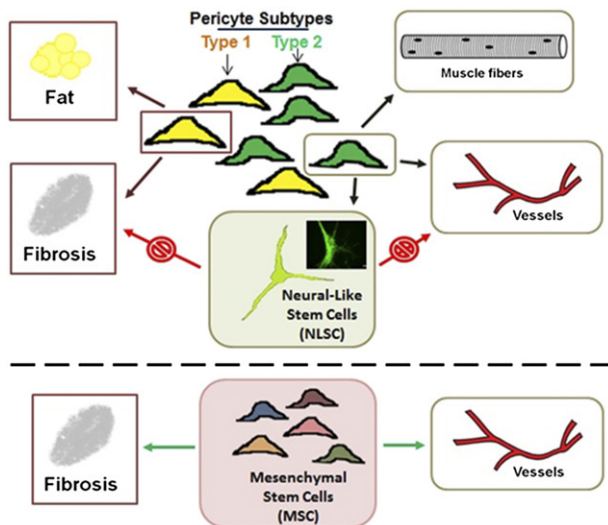 Pericyte Subtypes
Type 1 Type 2
Fat
Muscle fibers
Fibrosis
Vessels
Neural-Like
Stem Cells
(NLSC)
Fibrosis
Mesenchymal
Stem Cells
(MSC)
Vessels